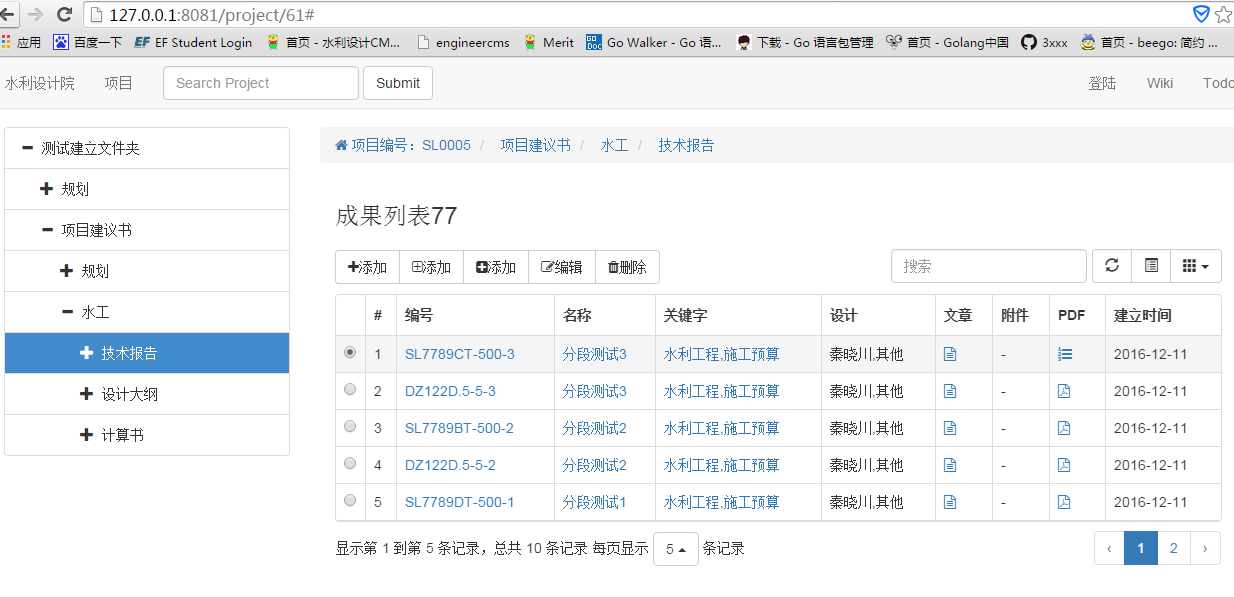 127.0.0.1:8081/project/61#
应用 百度一下 EF EF Student Login 首页 - 水利设计CM... engineercms Merit GO DOC Go Walker - Go 语... 下载 - Go 语言包管理 首页 - Golang中国 3xxx 首页 - beego: 简约 ...
水利设计院 项目 Search Project Submit 登陆 Wiki Todo
测试建立文件夹
规划
项目建议书
规划
水工
技术报告
设计大纲
计算书
项目编号：SL0005 / 项目建议书 / 水工 / 技术报告
成果列表77
添加 添加 添加 编辑 删除 搜索
# 编号 名称 关键字 设计 文章 附件 PDF 建立时间
1 SL7789CT-500-3 分段测试3 水利工程,施工预算 秦晓川,其他 - 2016-12-11
2 DZ122D.5-5-3 分段测试3 水利工程,施工预算 秦晓川,其他 - 2016-12-11
3 SL7789BT-500-2 分段测试2 水利工程,施工预算 秦晓川,其他 - 2016-12-11
4 DZ122D.5-5-2 分段测试2 水利工程,施工预算 秦晓川,其他 - 2016-12-11
5 SL7789DT-500-1 分段测试1 水利工程,施工预算 秦晓川,其他 - 2016-12-11
显示第 1 到第 5 条记录，总共 10 条记录 每页显示 5 条记录 ‹ 1 2 ›